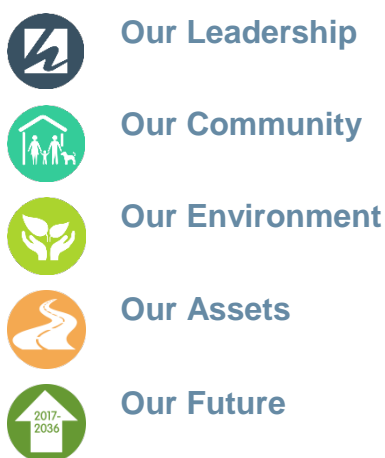 Our Leadership
Our Community
Our Environment
Our Assets
Our Future
2017-
2036